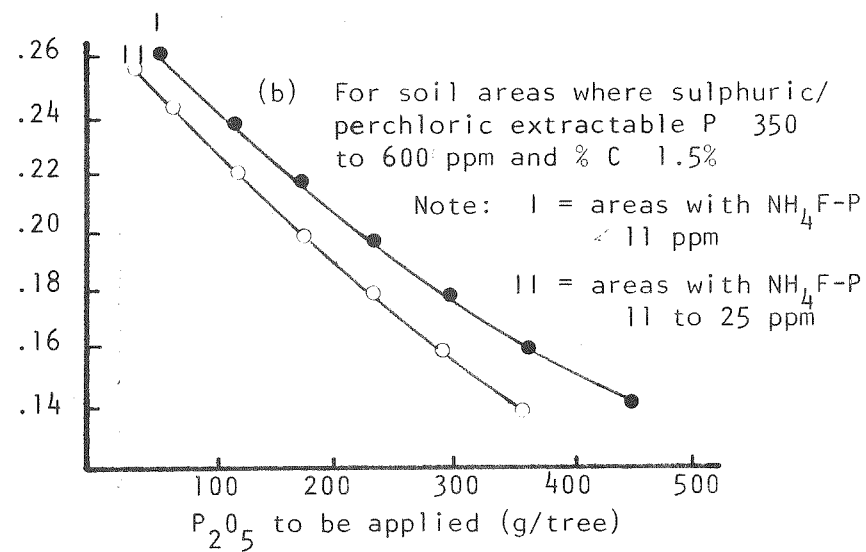 I
II
.26
.24
.22
.20
.18
.16
.14
(b) For soil areas where sulphuric/
perchloric extractable P 350
to 600 ppm and % C 1.5%
Note: I = areas with NH4F-P
< 11 ppm
II = areas with NH4F-P
11 to 25 ppm
100 200 300 400 500
P2O5 to be applied (g/tree)